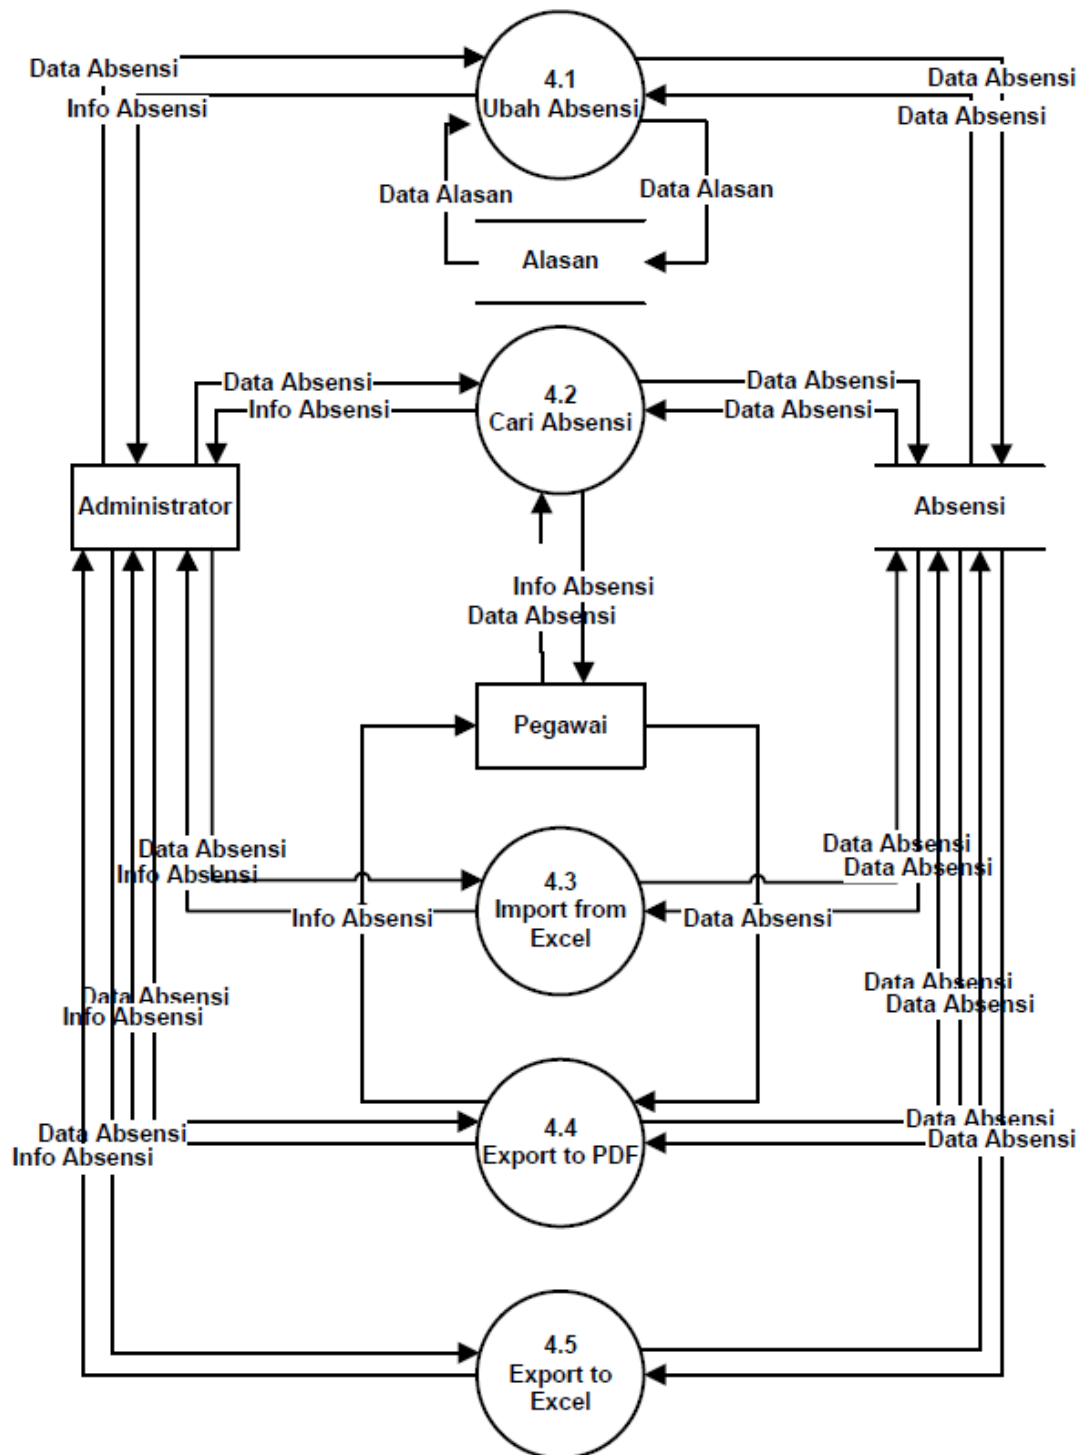 Data Absensi
Info Absensi
4.1
Ubah Absensi
Data Absensi
Data Absensi
Data Alasan
Data Alasan
Alasan
Data Absensi
Info Absensi
4.2
Cari Absensi
Data Absensi
Data Absensi
Administrator
Absensi
Info Absensi
Data Absensi
Pegawai
Data Absensi
Info Absensi
Data Absensi
Data Absensi
Info Absensi
4.3
Import from
Excel
Data Absensi
Data Absensi
Info Absensi
Data Absensi
Data Absensi
Data Absensi
Info Absensi
4.4
Export to PDF
Data Absensi
Data Absensi
4.5
Export to
Excel